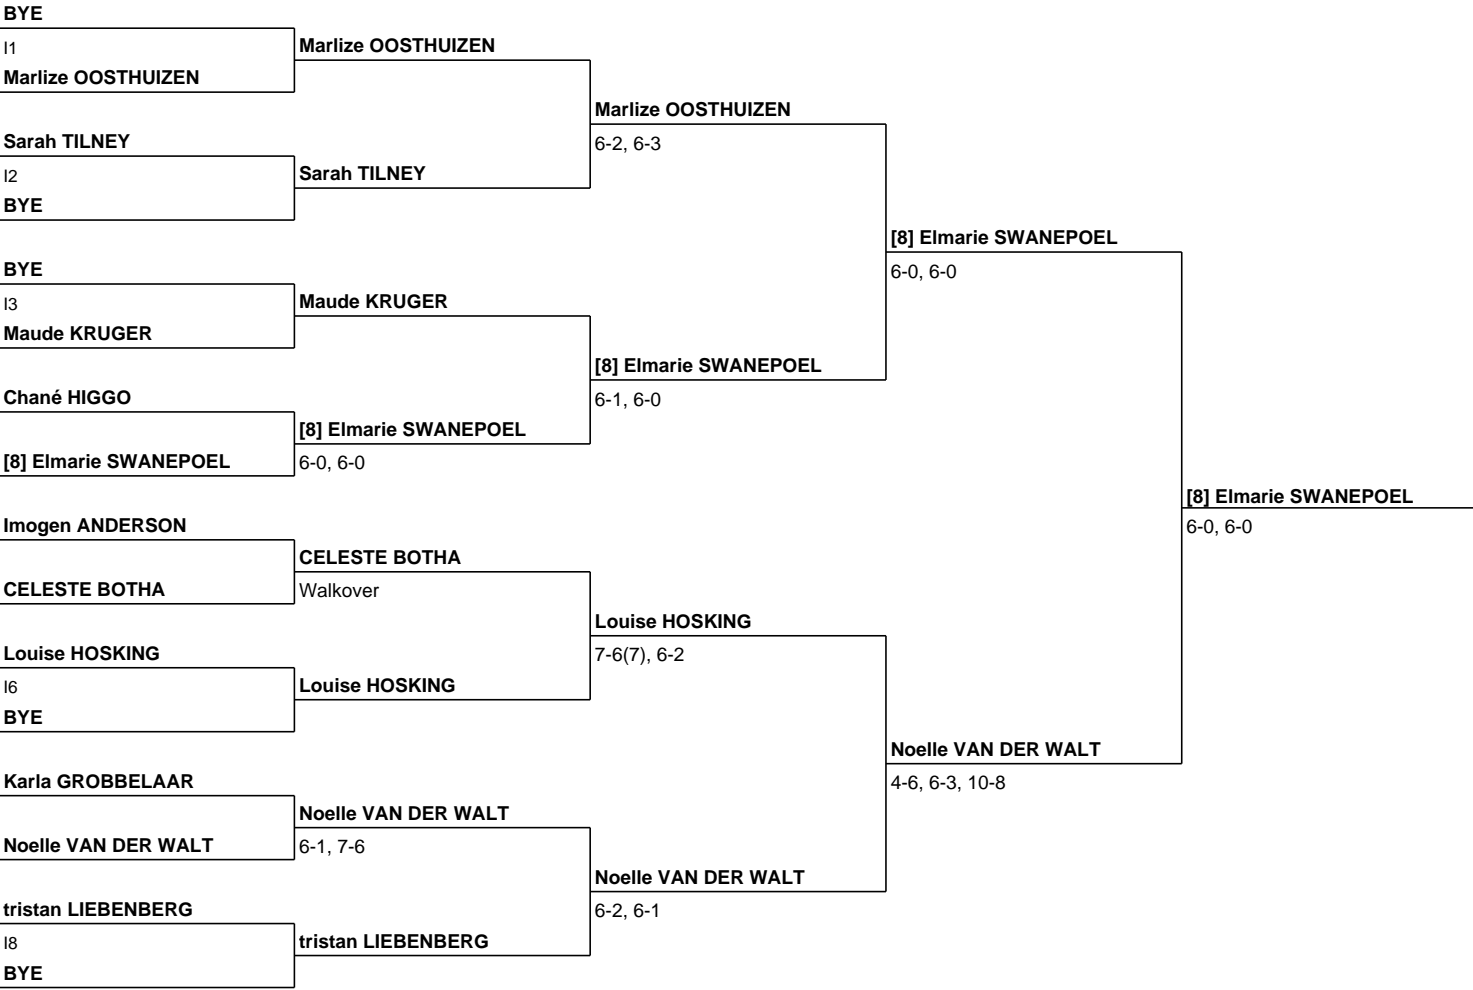 BYE
I1
Marlize OOSTHUIZEN
Sarah TILNEY
I2
BYE
BYE
I3
Maude KRUGER
Chané HIGGO
[8] Elmarie SWANEPOEL
Imogen ANDERSON
CELESTE BOTHA
Louise HOSKING
I6
BYE
Karla GROBBELAAR
Noelle VAN DER WALT
tristan LIEBENBERG
I8
BYE
Marlize OOSTHUIZEN
Sarah TILNEY
Maude KRUGER
[8] Elmarie SWANEPOEL
6-0, 6-0
CELESTE BOTHA
Walkover
Louise HOSKING
Noelle VAN DER WALT
6-1, 7-6
tristan LIEBENBERG
Marlize OOSTHUIZEN
6-2, 6-3
[8] Elmarie SWANEPOEL
6-1, 6-0
Louise HOSKING
7-6(7), 6-2
Noelle VAN DER WALT
6-2, 6-1
[8] Elmarie SWANEPOEL
6-0, 6-0
Noelle VAN DER WALT
4-6, 6-3, 10-8
[8] Elmarie SWANEPOEL
6-0, 6-0